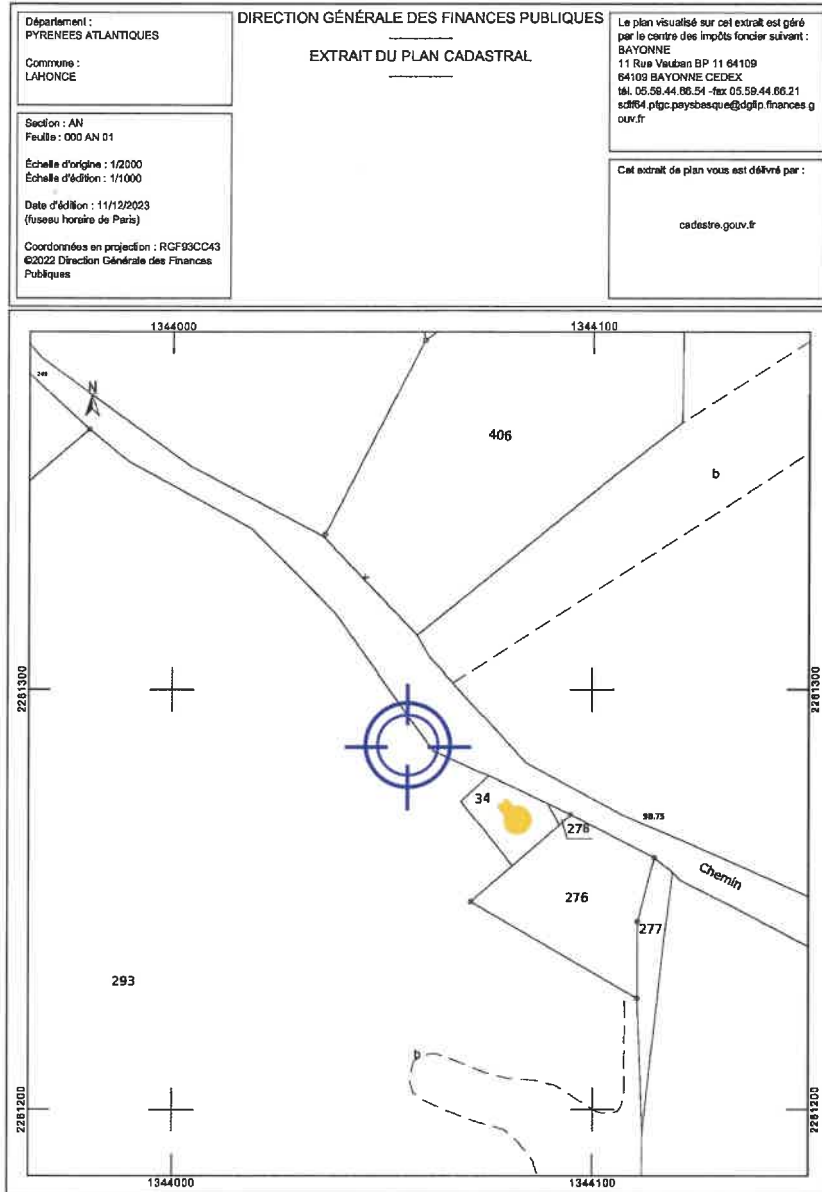 Département :
PYRENEES ATLANTIQUES
Commune :
LAHONCE
Section : AN
Feuille : 000 AN 01
Échelle d'origine : 1/2000
Échelle d'édition : 1/1000
Date d'édition : 11/12/2023
(fuseau horaire de Paris)
Coordonnées en projection : RGF93CC43
©2022 Direction Générale des Finances
Publiques
DIRECTION GÉNÉRALE DES FINANCES PUBLIQUES
EXTRAIT DU PLAN CADASTRAL
Le plan visualisé sur cet extrait est géré
par le centre des impôts foncier suivant :
BAYONNE
11 Rue Vauban BP 11 64109
64109 BAYONNE CEDEX
tél. 05.59.44.66.54 -fax 05.59.44.66.21
sdif64.ptgc.paysbasque@dgfip.finances.g
ouv.fr
Cet extrait de plan vous est délivré par :
cadastre.gouv.fr
1344000
1344100
N
406
b
2261300
2261300
34
276
98.75
Chemin
276
277
293
b
2261200
2261200
1344000
1344100